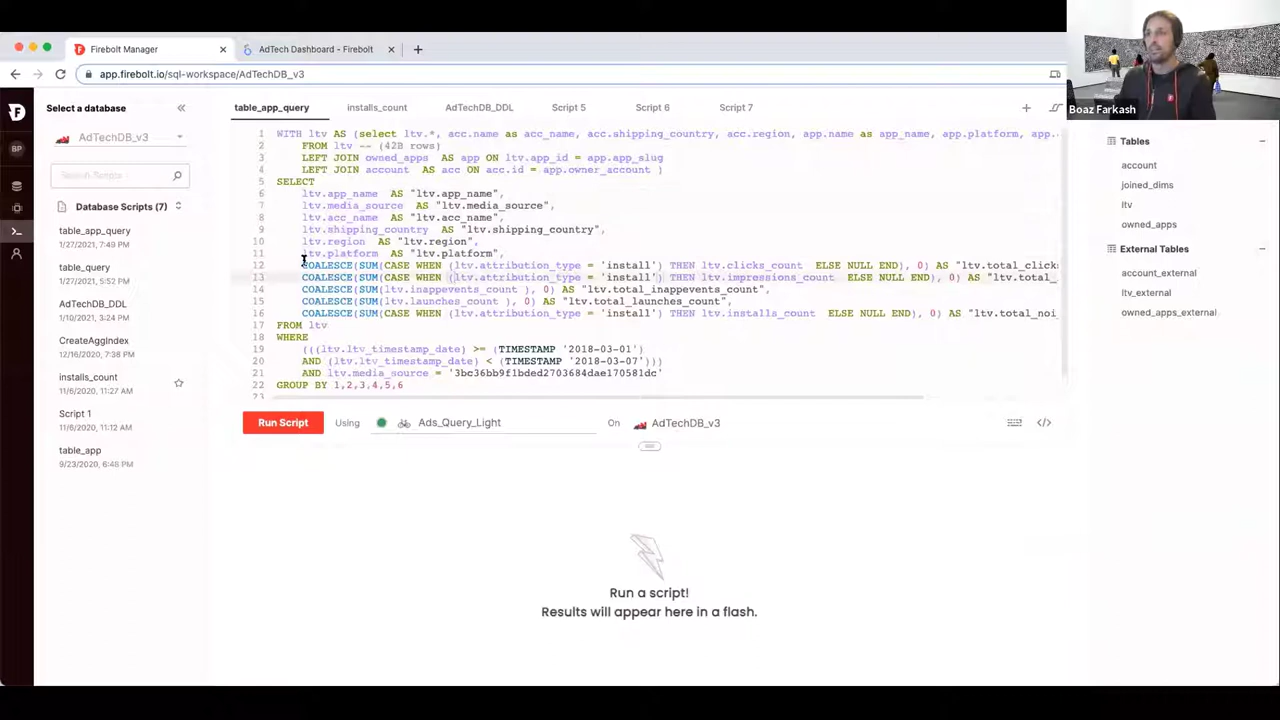 Firebolt Manager
AdTech Dashboard - Firebolt
app.firebolt.io/sql-workspace/AdTechDB_v3
Boaz Farkash
Select a database
AdTechDB_v3
Search Scripts
Database Scripts (7)
table_app_query
1/27/2021, 7:49 PM
table_query
12/16/2020, 7:53 PM
AdTechDB_DDL
1/10/2021, 3:24 PM
CreateAggIndex
12/16/2020, 7:38 PM
installs_count
11/6/2020, 11:27 AM
Script 1
11/6/2020, 11:12 AM
table_app
9/23/2020, 6:48 PM
BP
table_app_query
installs_count
AdTechDB_DDL
Script 5
Script 6
Script 7
1 WITH ltv AS (select ltv.*, acc.name as acc_name, acc.shipping_country, acc.region, app.name as app_name, app.platform, app.
2 FROM ltv -- (42B rows)
3 LEFT JOIN owned_apps AS app ON ltv.app_id = app.app_slug
4 LEFT JOIN account AS acc ON acc.id = app.owner_account )
5 SELECT
6 ltv.app_name AS "ltv.app_name",
7 ltv.media_source AS "ltv.media_source",
8 ltv.acc_name AS "ltv.acc_name",
9 ltv.shipping_country AS "ltv.shipping_country",
10 ltv.region AS "ltv.region",
11 ltv.platform AS "ltv.platform",
12 COALESCE(SUM(CASE WHEN (ltv.attribution_type = 'install') THEN ltv.clicks_count ELSE NULL END), 0) AS "ltv.total_clicks
13 COALESCE(SUM(CASE WHEN (ltv.attribution_type = 'install') THEN ltv.impressions_count ELSE NULL END), 0) AS "ltv.total_
14 COALESCE(SUM(ltv.inappevents_count ), 0) AS "ltv.total_inappevents_count",
15 COALESCE(SUM(ltv.launches_count ), 0) AS "ltv.total_launches_count",
16 COALESCE(SUM(CASE WHEN (ltv.attribution_type = 'install') THEN ltv.installs_count ELSE NULL END), 0) AS "ltv.total_noi
17 FROM ltv
18 WHERE
19 (((ltv.ltv_timestamp_date) >= (TIMESTAMP '2018-03-01')
20 AND (ltv.ltv_timestamp_date) < (TIMESTAMP '2018-03-07')))
21 AND ltv.media_source = '3bc36bb9f1bded2703684dae170581dc'
22 GROUP BY 1,2,3,4,5,6
23
Run Script
Using
Ads_Query_Light
On
AdTechDB_v3
Run a script!
Results will appear here in a flash.
Tables
account
joined_dims
ltv
owned_apps
External Tables
account_external
ltv_external
owned_apps_external